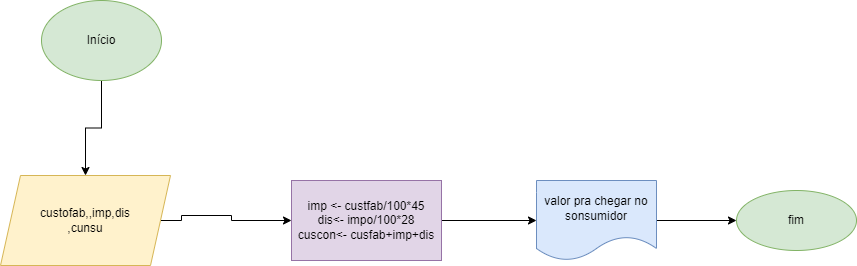 Início
custofab,,imp,dis
,cunsu
imp <- custfab/100*45
dis<- impo/100*28
cuscon<- cusfab+imp+dis
valor pra chegar no
sonsumidor
fim